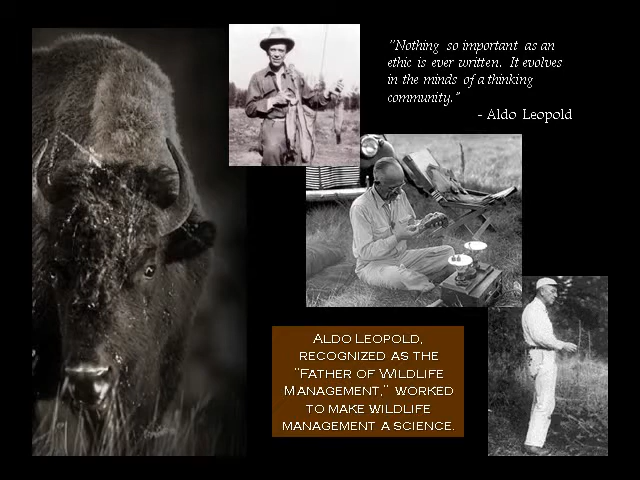 "Nothing so important as an
ethic is ever written. It evolves
in the minds of a thinking
community."
- Aldo Leopold
ALDO LEOPOLD,
RECOGNIZED AS THE
"FATHER OF WILDLIFE
MANAGEMENT," WORKED
TO MAKE WILDLIFE
MANAGEMENT A SCIENCE.